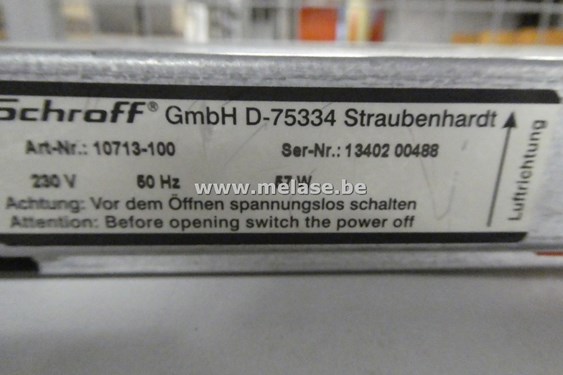 Schroff® GmbH D-75334 Straubenhardt
Art-Nr.: 10713-100 Ser-Nr.: 13402 00488
230 V 50 Hz 57 W
www.melase.be
Achtung: Vor dem Öffnen spannungslos schalten
Attention: Before opening switch the power off
Luftrichtung